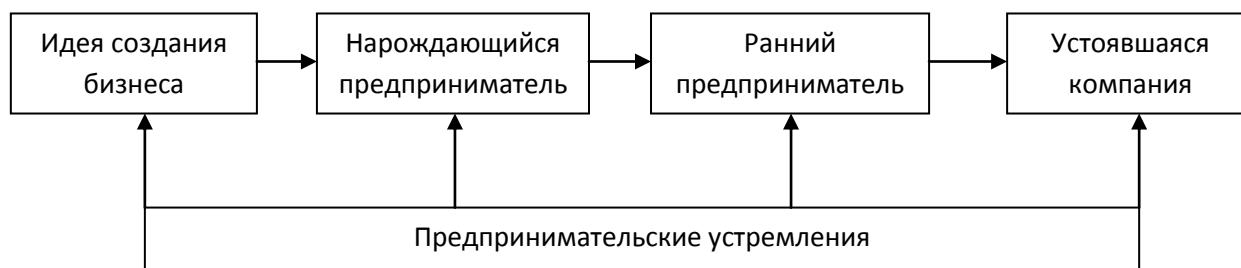 Идея создания
бизнеса
Нарождающийся
предприниматель
Ранний
предприниматель
Устоявшаяся
компания
Предпринимательские устремления